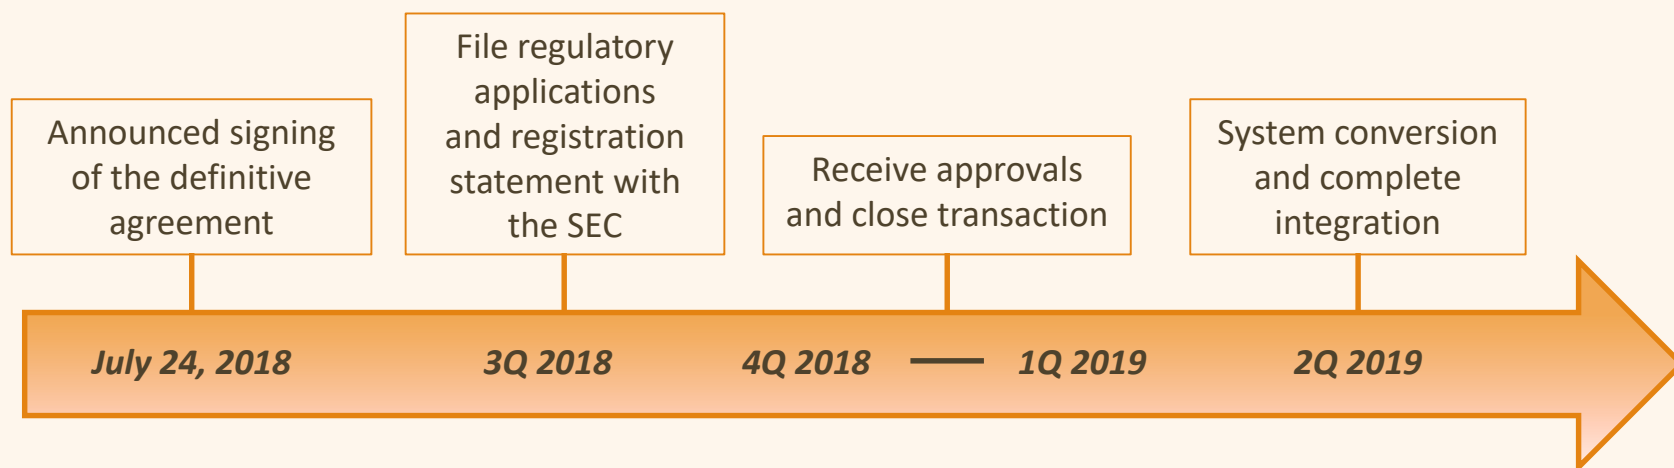 Announced signing
of the definitive
agreement
File regulatory
applications
and registration
statement with
the SEC
Receive approvals
and close transaction
System conversion
and complete
integration
July 24, 2018
3Q 2018
4Q 2018 — 1Q 2019
2Q 2019